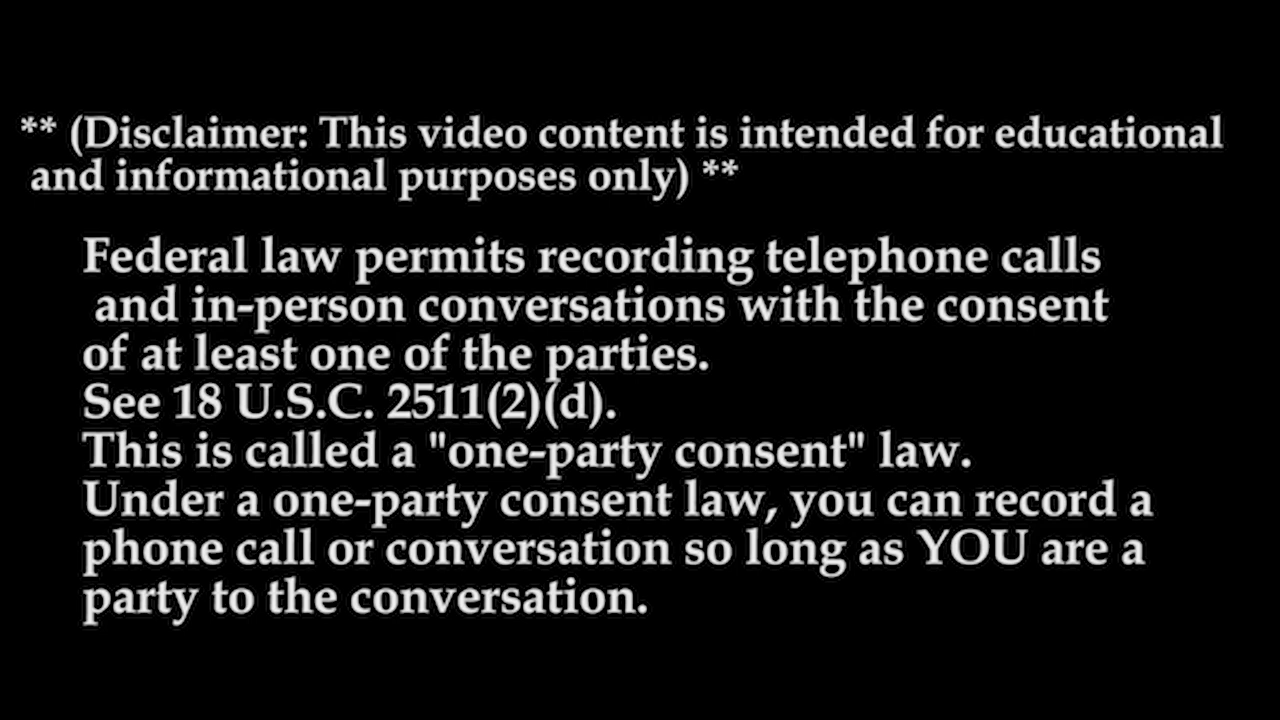 ** (Disclaimer: This video content is intended for educational
and informational purposes only) **
Federal law permits recording telephone calls
and in-person conversations with the consent
of at least one of the parties.
See 18 U.S.C. 2511(2)(d).
This is called a "one-party consent" law.
Under a one-party consent law, you can record a
phone call or conversation so long as YOU are a
party to the conversation.